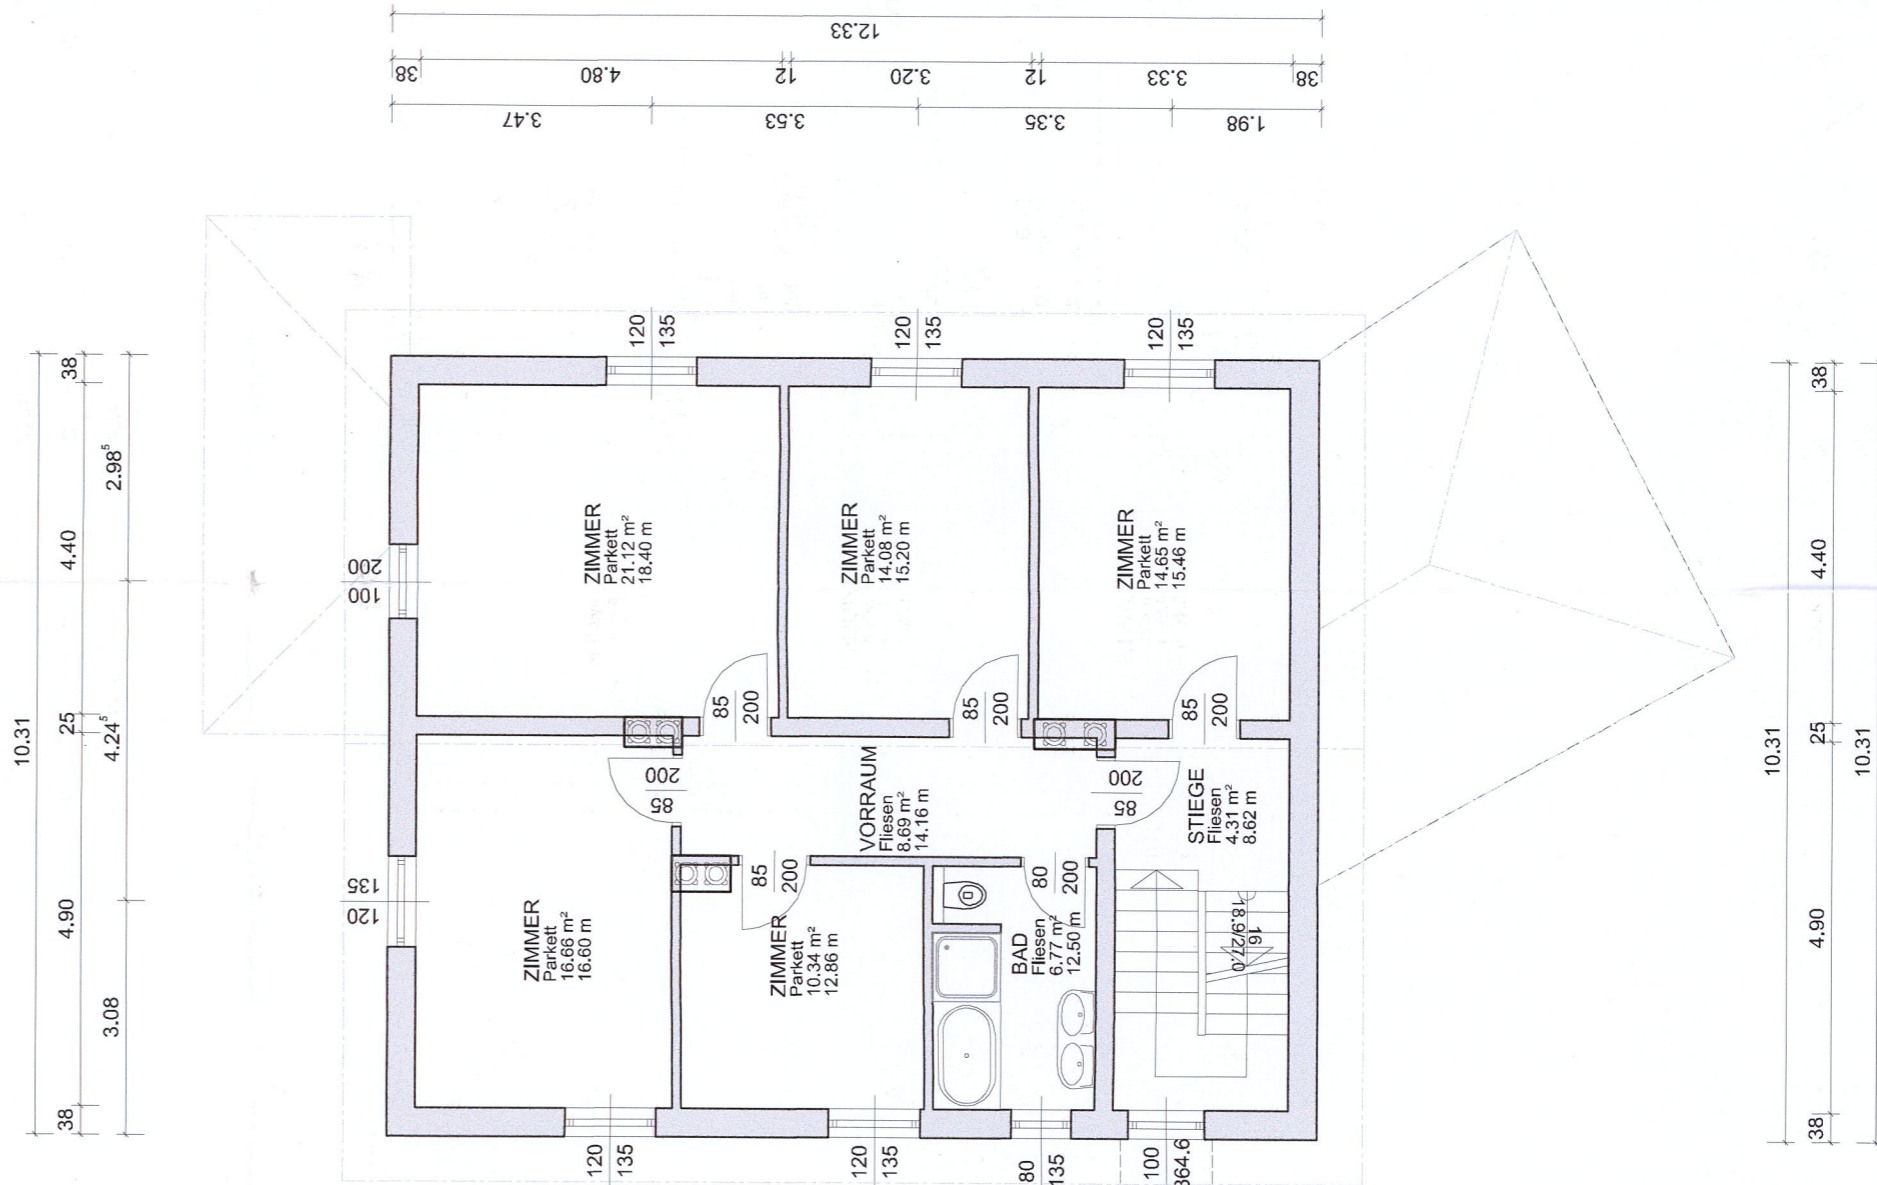 12.33
38
4.80
12
3.20
12
3.33
38
3.47
3.53
3.35
1.98
10.31
38
4.40
25
4.90
38
2.98⁵
4.24⁵
3.08
120
135
120
135
120
135
200
100
135
120
ZIMMER
Parkett
21.12 m²
18.40 m
ZIMMER
Parkett
14.08 m²
15.20 m
ZIMMER
Parkett
14.65 m²
15.46 m
85
200
85
200
85
200
200
85
200
85
VORRAUM
Fliesen
8.69 m²
14.16 m
STIEGE
Fliesen
4.31 m²
8.62 m
ZIMMER
Parkett
16.66 m²
16.60 m
85
200
ZIMMER
Parkett
10.34 m²
12.86 m
80
200
BAD
Fliesen
6.77 m²
12.50 m
16
18.9/27.0
120
135
120
135
80
135
100
364.6
10.31
38
4.40
25
4.90
38
10.31